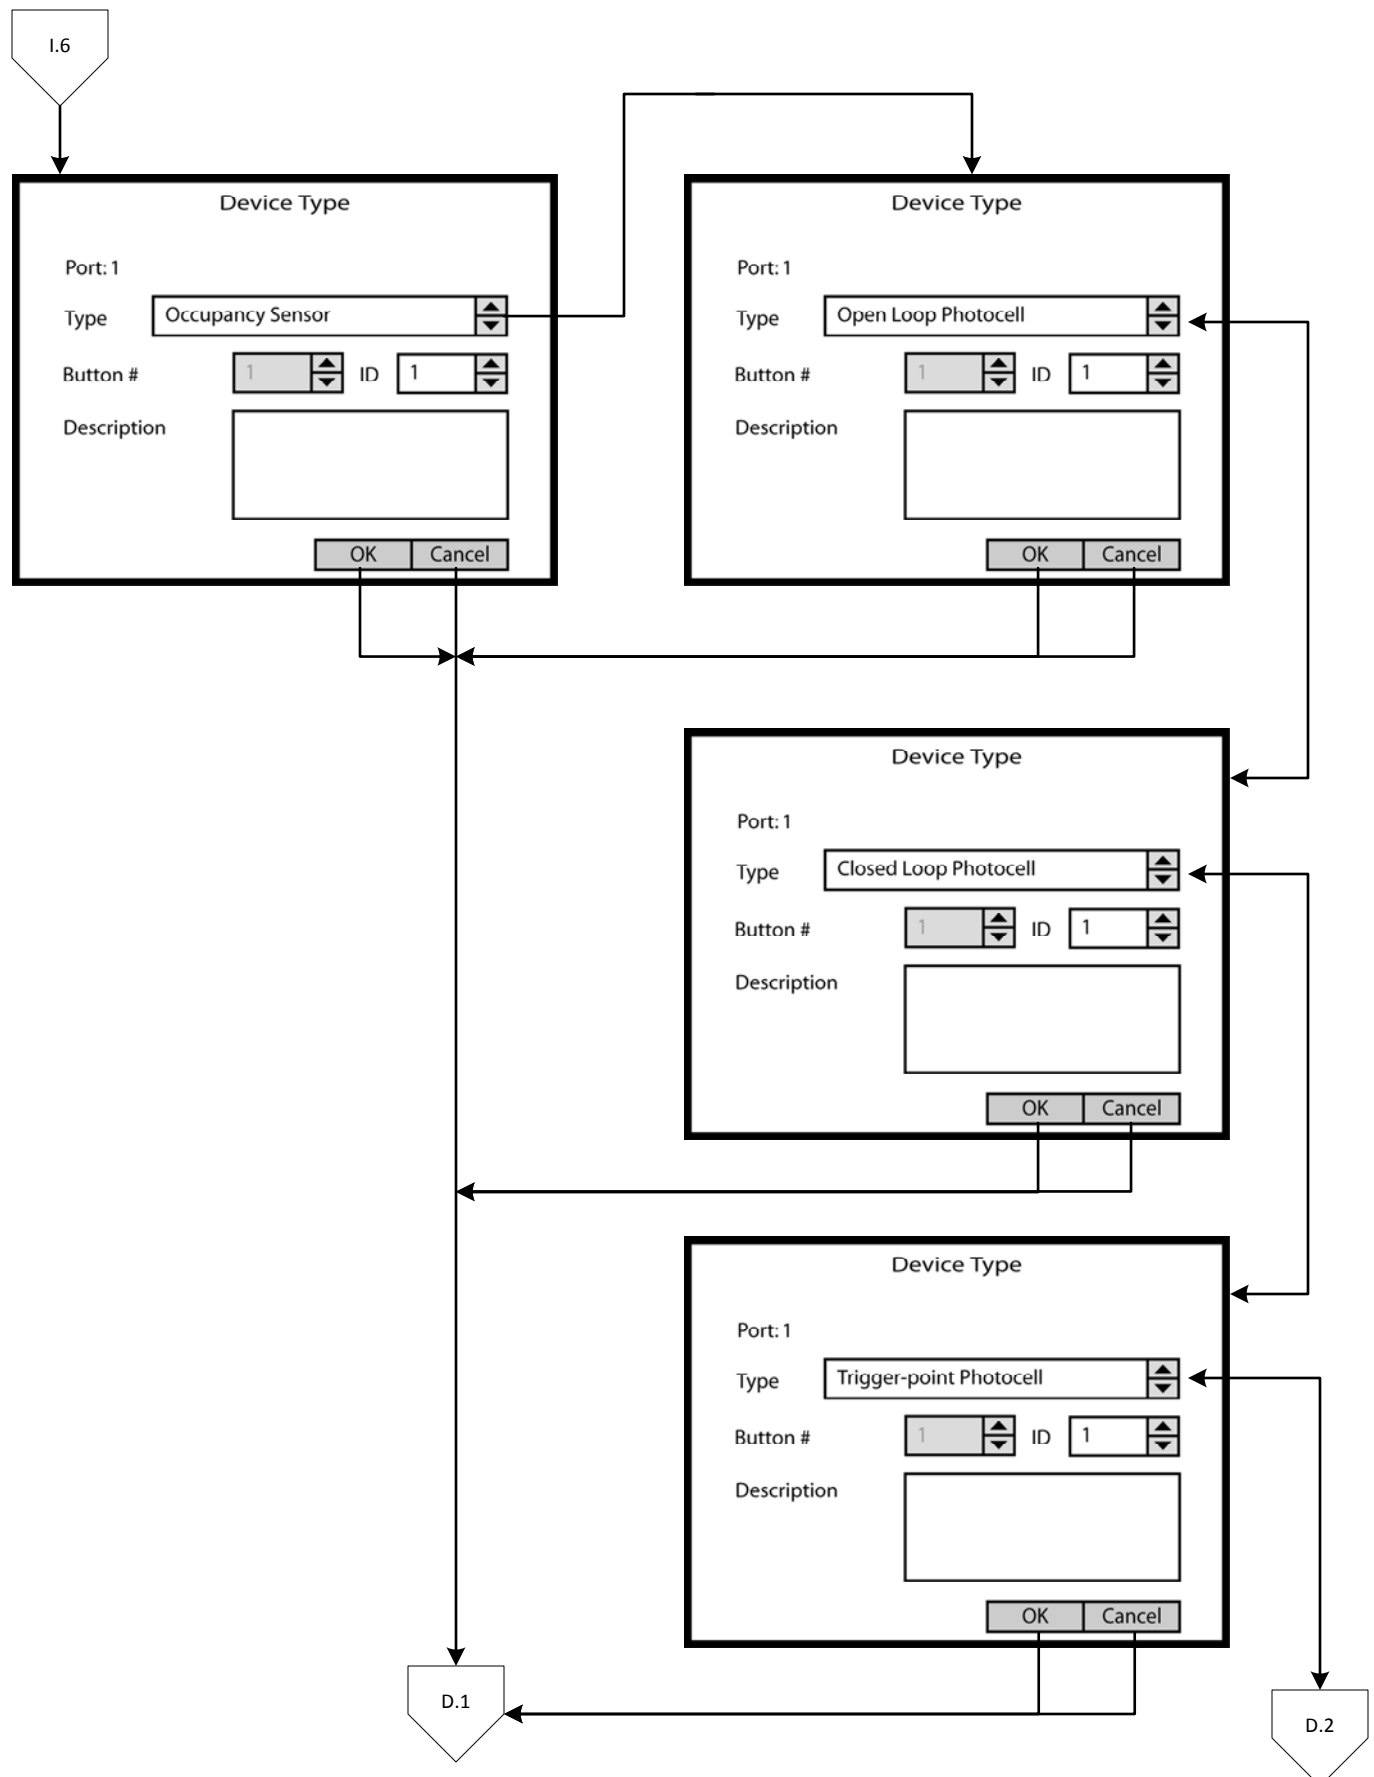 I.6
Device Type
Port: 1
Type Occupancy Sensor
Button # 1 ID 1
Description
OK Cancel
Device Type
Port: 1
Type Open Loop Photocell
Button # 1 ID 1
Description
OK Cancel
Device Type
Port: 1
Type Closed Loop Photocell
Button # 1 ID 1
Description
OK Cancel
Device Type
Port: 1
Type Trigger-point Photocell
Button # 1 ID 1
Description
OK Cancel
D.1
D.2